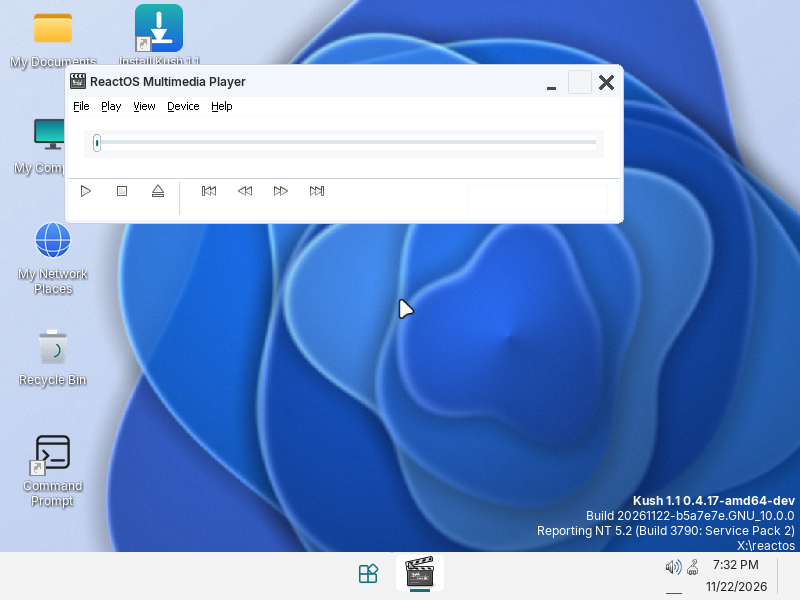 My Documents
Install Kush 1.1
ReactOS Multimedia Player
File Play View Device Help
My Com
My Network
Places
Recycle Bin
Command
Prompt
Kush 1.1 0.4.17-amd64-dev
Build 20261122-b5a7e7e.GNU_10.0.0
Reporting NT 5.2 (Build 3790: Service Pack 2)
X:\reactos
7:32 PM
11/22/2026